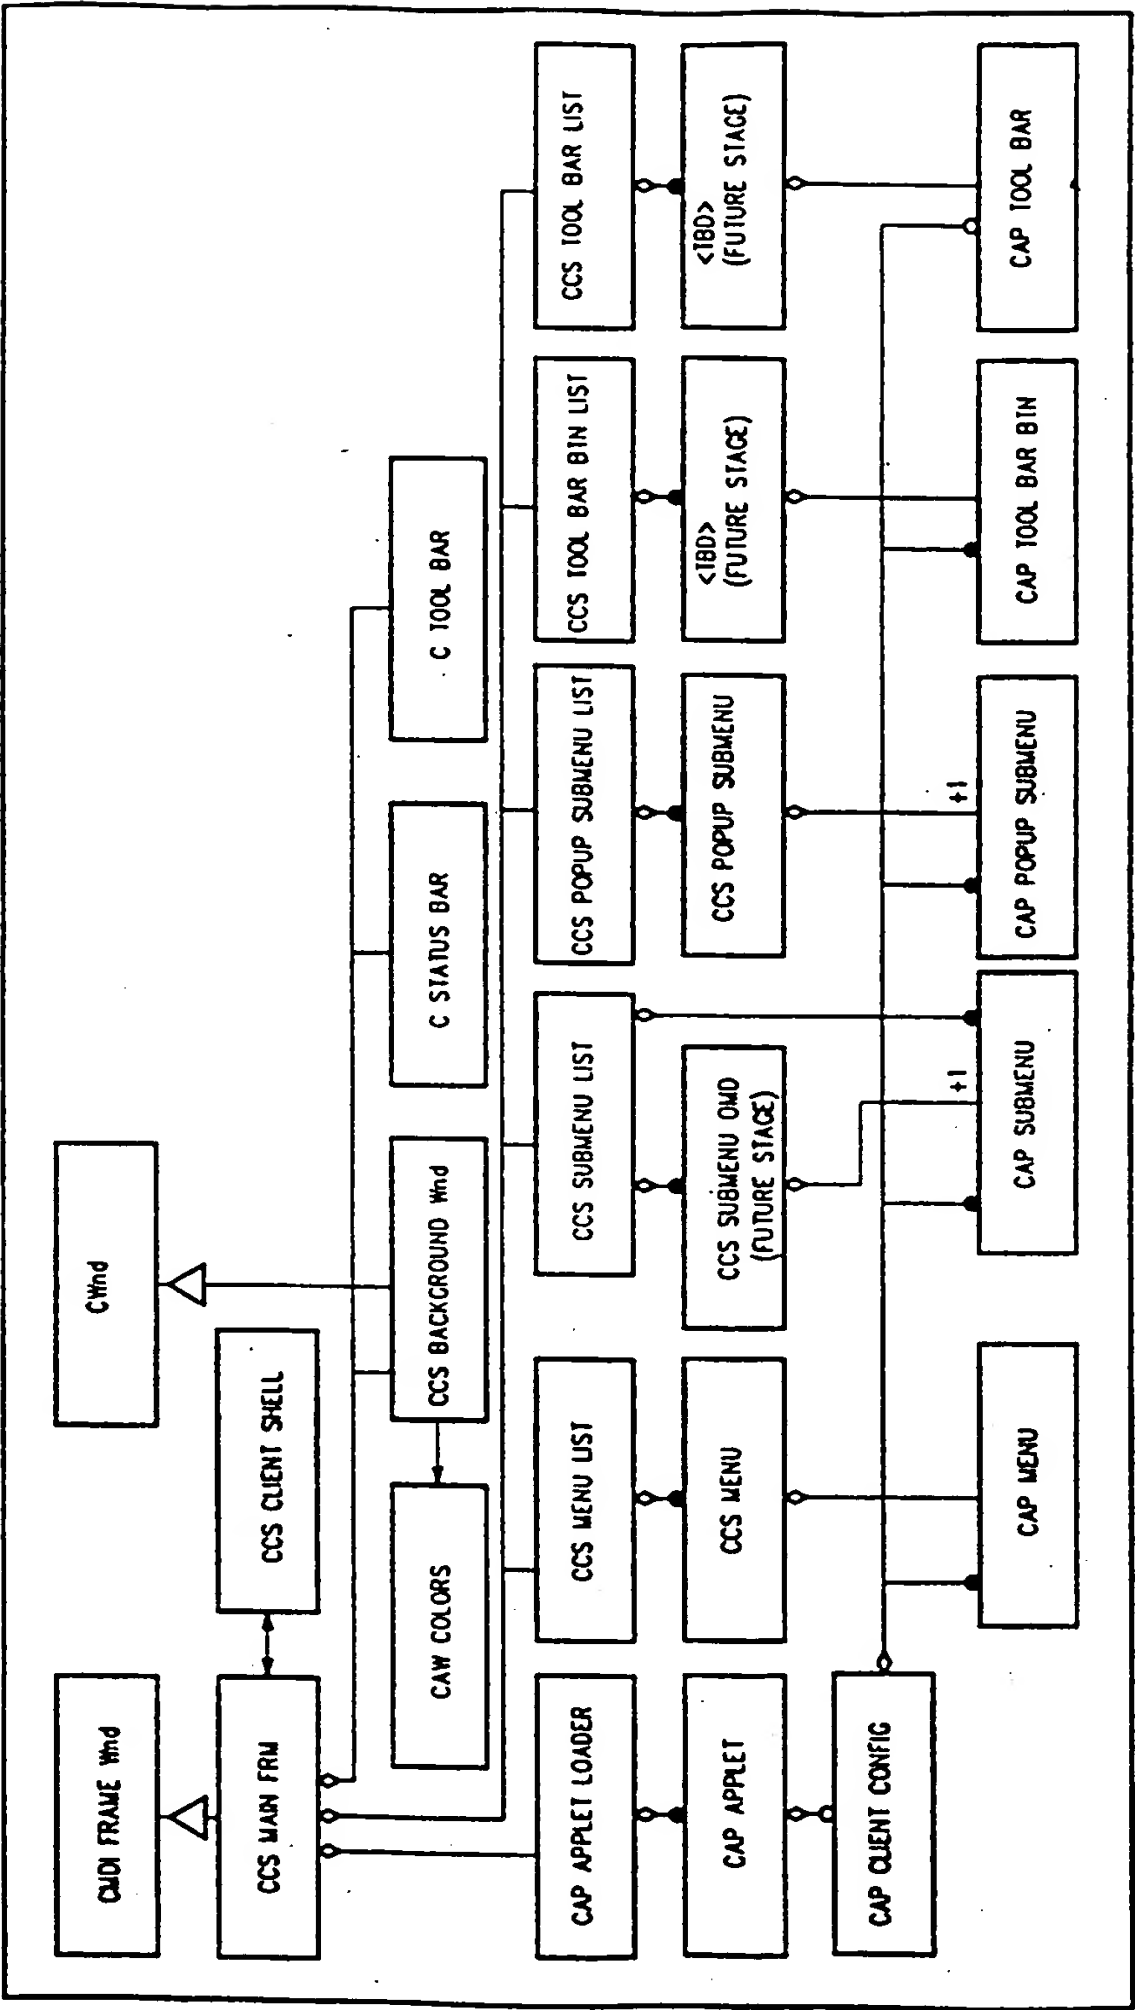 CMDI FRAME Wnd
CWnd
CCS MAIN FRM
CCS CLIENT SHELL
CAW COLORS
CCS BACKGROUND Wnd
C STATUS BAR
C TOOL BAR
CAP APPLET LOADER
CCS MENU LIST
CCS SUBMENU LIST
CCS POPUP SUBMENU LIST
CCS TOOL BAR BTN LIST
CCS TOOL BAR LIST
CAP APPLET
CCS MENU
CCS SUBMENU OMD
(FUTURE STAGE)
CCS POPUP SUBMENU
<TBD>
(FUTURE STAGE)
<TBD>
(FUTURE STAGE)
CAP CLIENT CONFIG
+1
+1
CAP MENU
CAP SUBMENU
CAP POPUP SUBMENU
CAP TOOL BAR BTN
CAP TOOL BAR